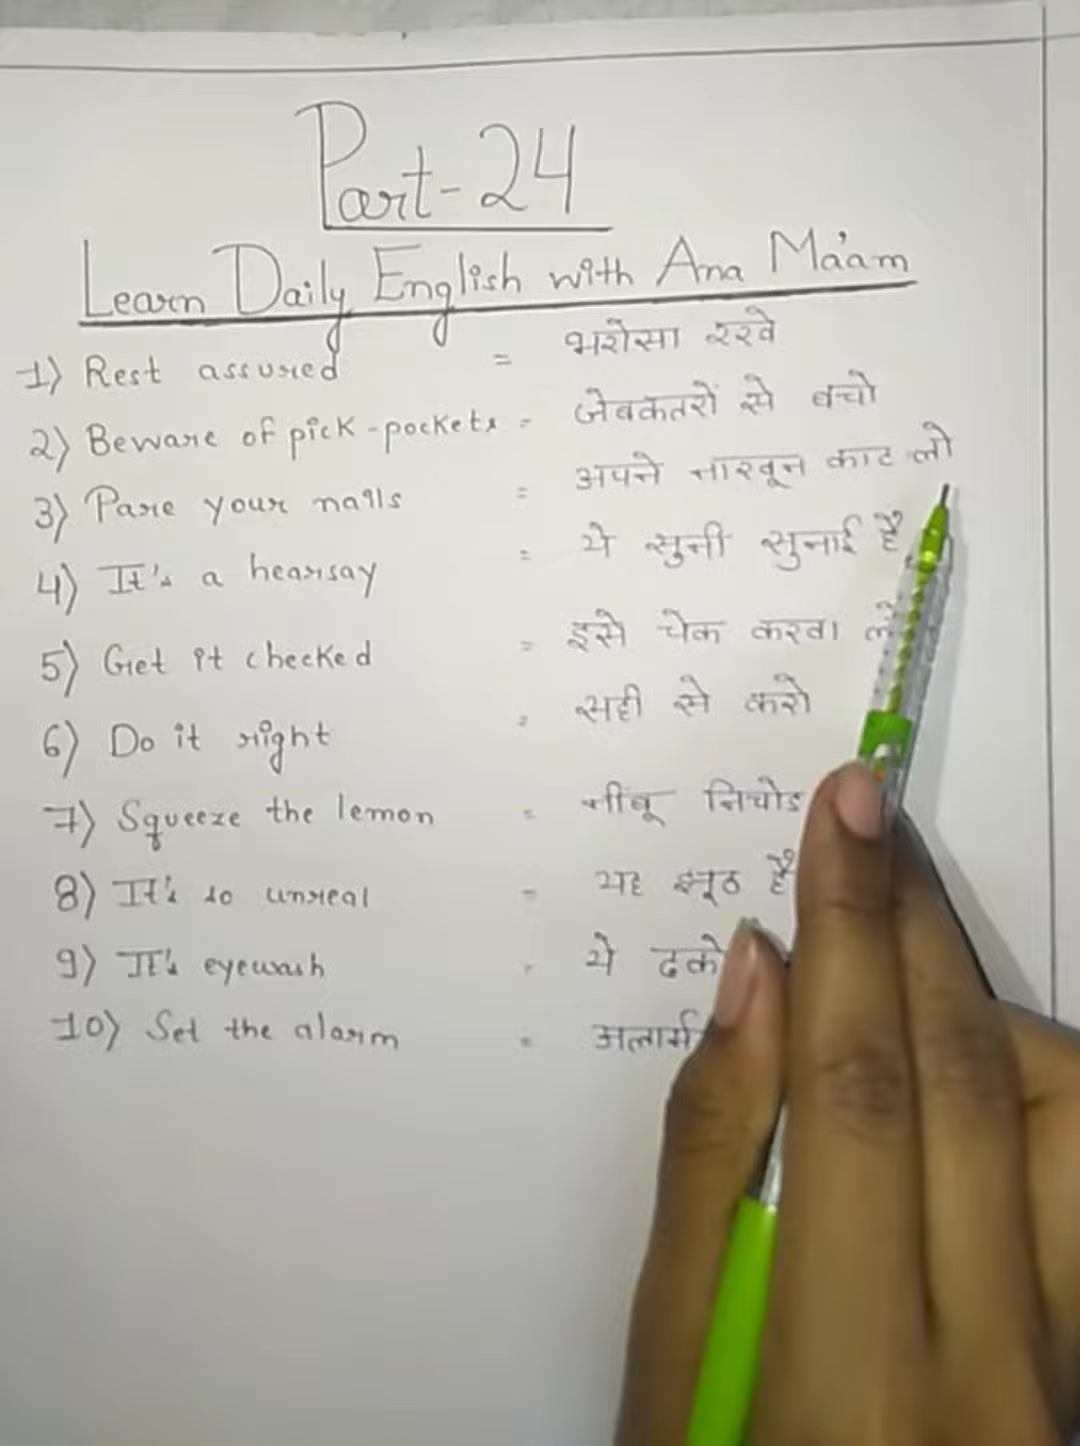 Part-24
Learn Daily English with Ana Ma'am
1) Rest assured = भरोसा रखे
2) Beware of pick-pockets = जेबकतरों से बचो
3) Pare your nails = अपने नाखून काट लो
4) It's a hearsay = ये सुनी सुनाई है
5) Get it checked = इसे चेक करवा
6) Do it right = सही से करो
7) Squeeze the lemon = नींबू निचोड
8) It's so unreal = यह झूठ है
9) It's eyewash = ये
10) Set the alarm = अलार्म